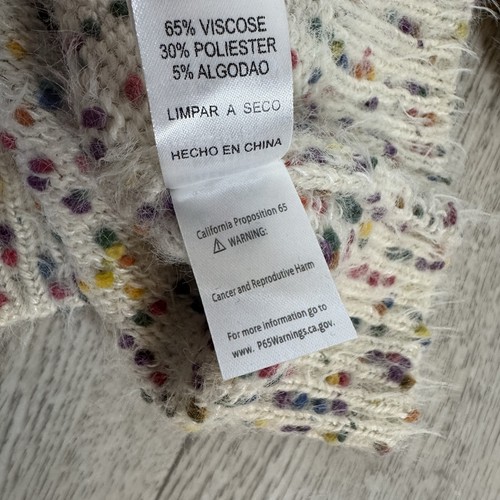 65% VISCOSE
30% POLIESTER
5% ALGODAO
LIMPAR A SECO
HECHO EN CHINA
California Proposition 65
⚠ WARNING:
Cancer and Reprodutive Harm
For more information go to
www. P65Warnings.ca.gov.